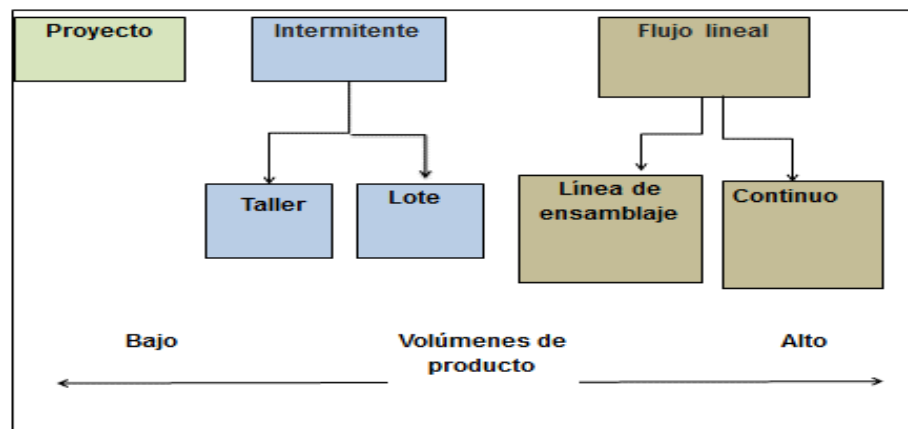 Proyecto
Intermitente
Flujo lineal
Taller
Lote
Línea de
ensamblaje
Continuo
Bajo
Volúmenes de
producto
Alto